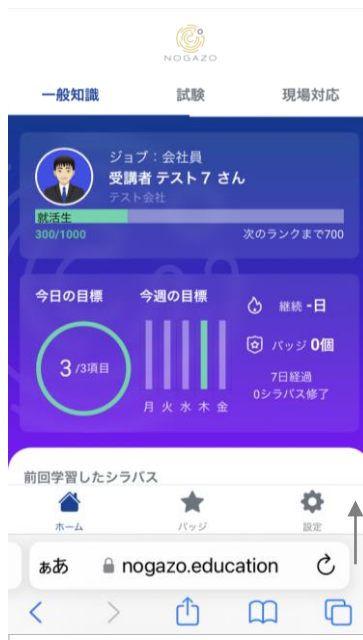 NOGAZO
一般知識 試験 現場対応
ジョブ：会社員
受講者 テスト7 さん
テスト会社
就活生
300/1000 次のランクまで700
今日の目標 今週の目標
継続 -日
バッジ 0個
3 /3項目
7日経過
0シラバス修了
月 火 水 木 金
前回学習したシラバス
ホーム バッジ 設定
ぁあ nogazo.education